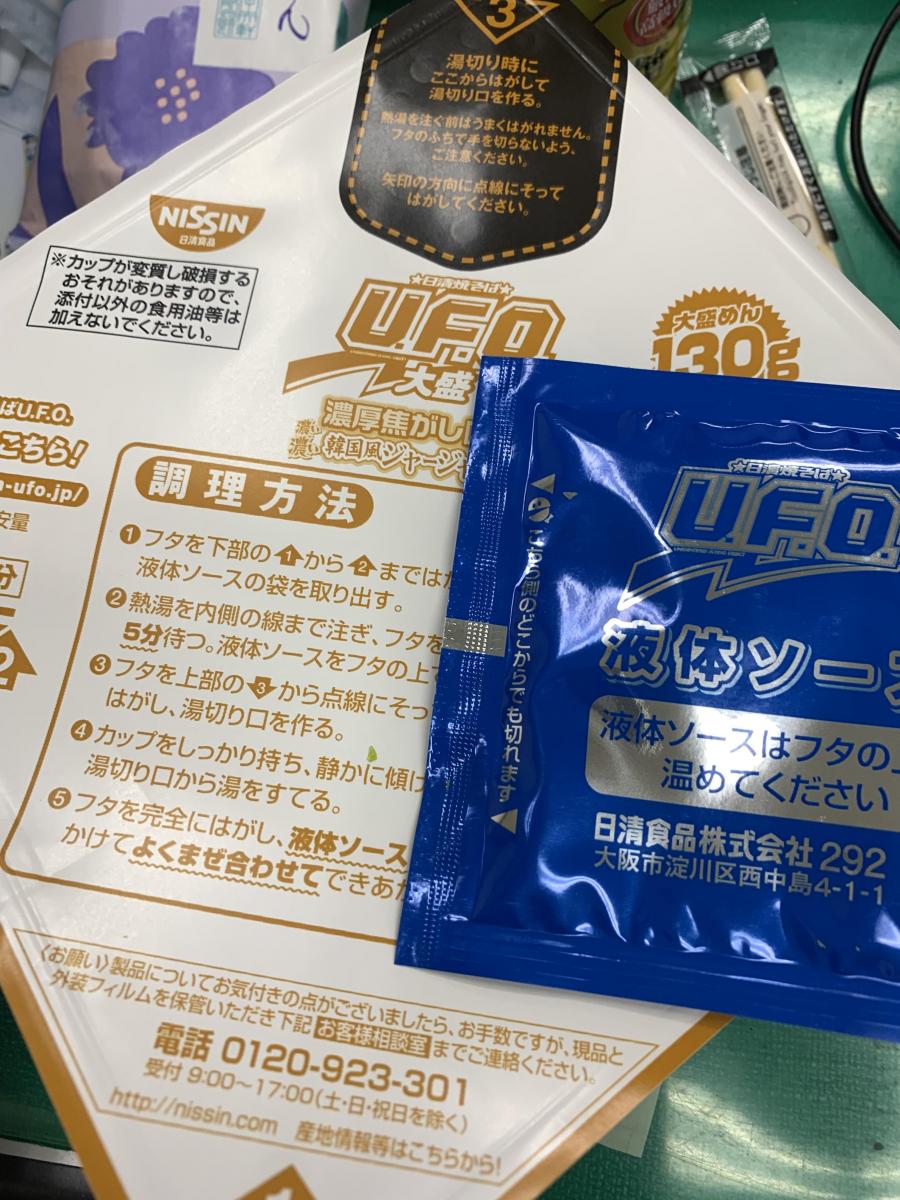 3
湯切り時に
ここからはがして
湯切り口を作る。
熱湯を注ぐ前はうまくはがれません。
フタのふちで手を切らないよう、
ご注意ください。
矢印の方向に点線にそって
はがしてください。
NISSIN
日清食品
※カップが変質し破損する
おそれがありますので、
添付以外の食用油等は
加えないでください。
日清焼そば
U.F.O.
大盛
濃厚焦がし
濃い濃い韓国風ジャージャ
大盛めん
130g
ばU.F.O.
こちら!
n-ufo.jp/
安量
分
調理方法
①フタを下部の1から2まではが
液体ソースの袋を取り出す。
②熱湯を内側の線まで注ぎ、フタを
5分待つ。液体ソースをフタの上で
③フタを上部の3から点線にそっ
はがし、湯切り口を作る。
④カップをしっかり持ち、静かに傾け
湯切り口から湯をすてる。
⑤フタを完全にはがし、液体ソース
かけてよくまぜ合わせてできあが
〈お願い〉製品についてお気付きの点がございましたら、お手数ですが、現品と
外装フィルムを保管いただき下記お客様相談室までご連絡ください。
電話 0120-923-301
受付 9:00~17:00(土・日・祝日を除く)
http://nissin.com 産地情報等はこちらから!
こちら側のどこからでも切れます
日清焼そば
U.F.O.
液体ソース
液体ソースはフタの上
温めてください
日清食品株式会社 292
大阪市淀川区西中島4-1-1